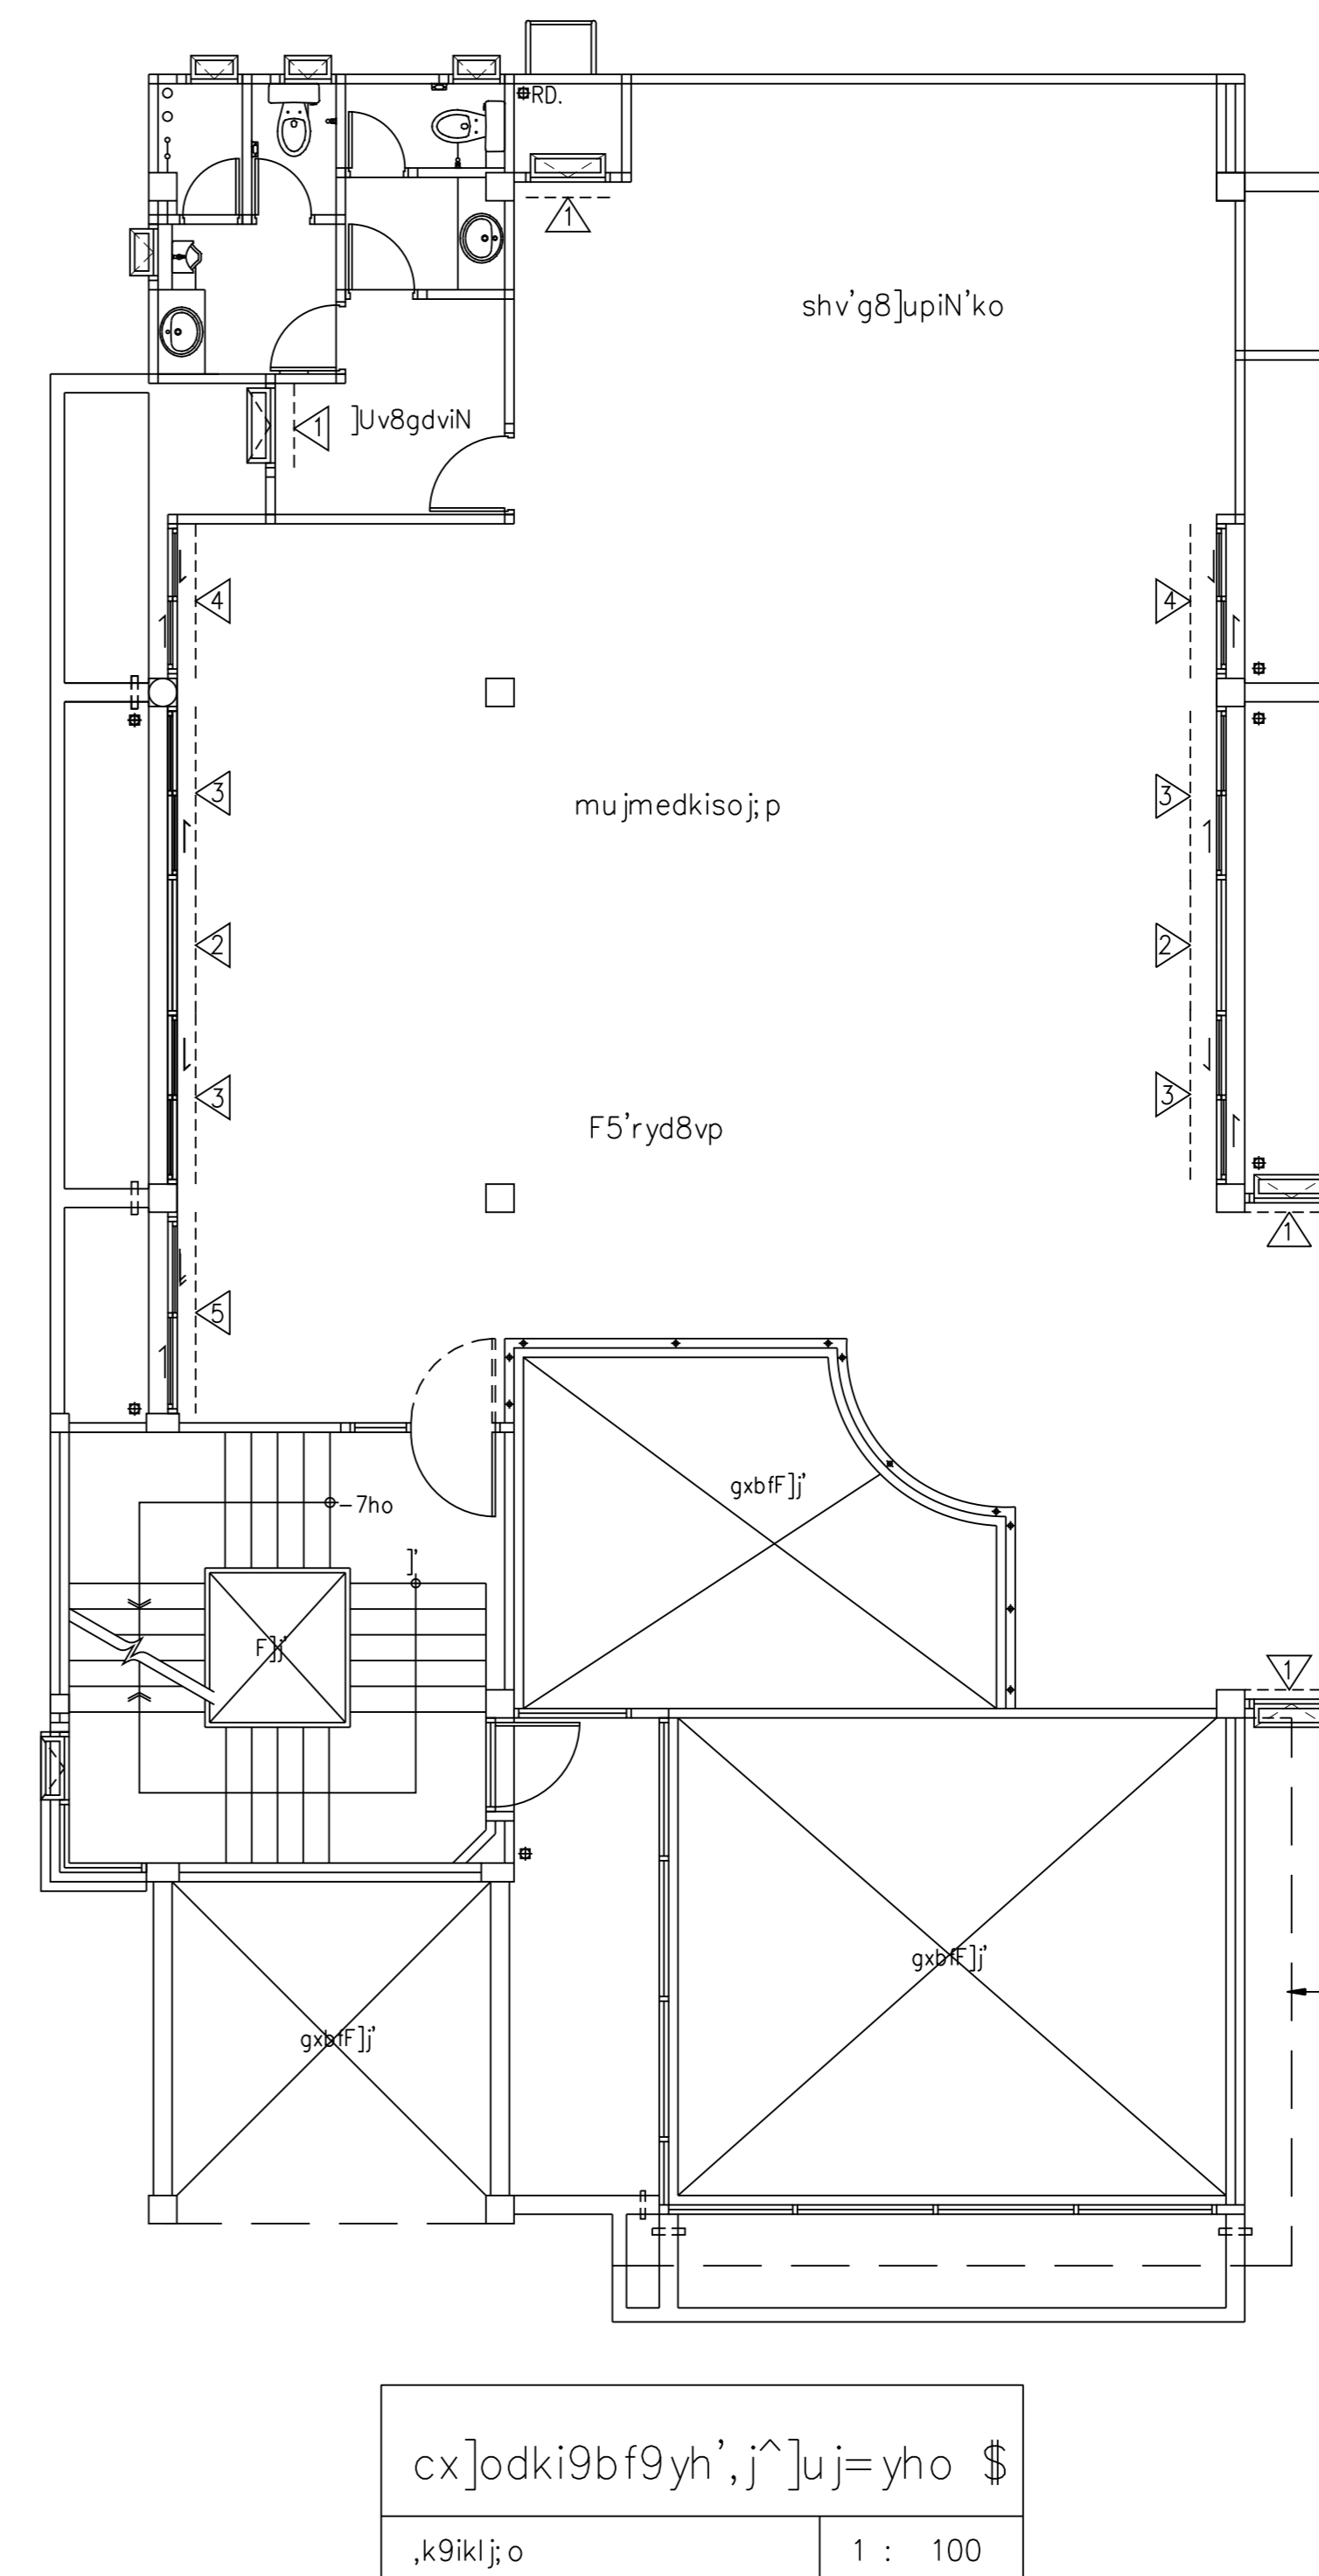 RD.
1
shv'g8]upiN'ko
1
]Uv8gdviN
4
4
3
mujmedkisoj;p
3
2
2
3
F5'ryd8vp
3
1
5
gxbfF]j'
-7ho
]'
F]j'
1
gxbfF]j'
gxbfF]j'
cx]odki9bf9yh',j^]uj=yho $
,k9iklj;o
1 : 100